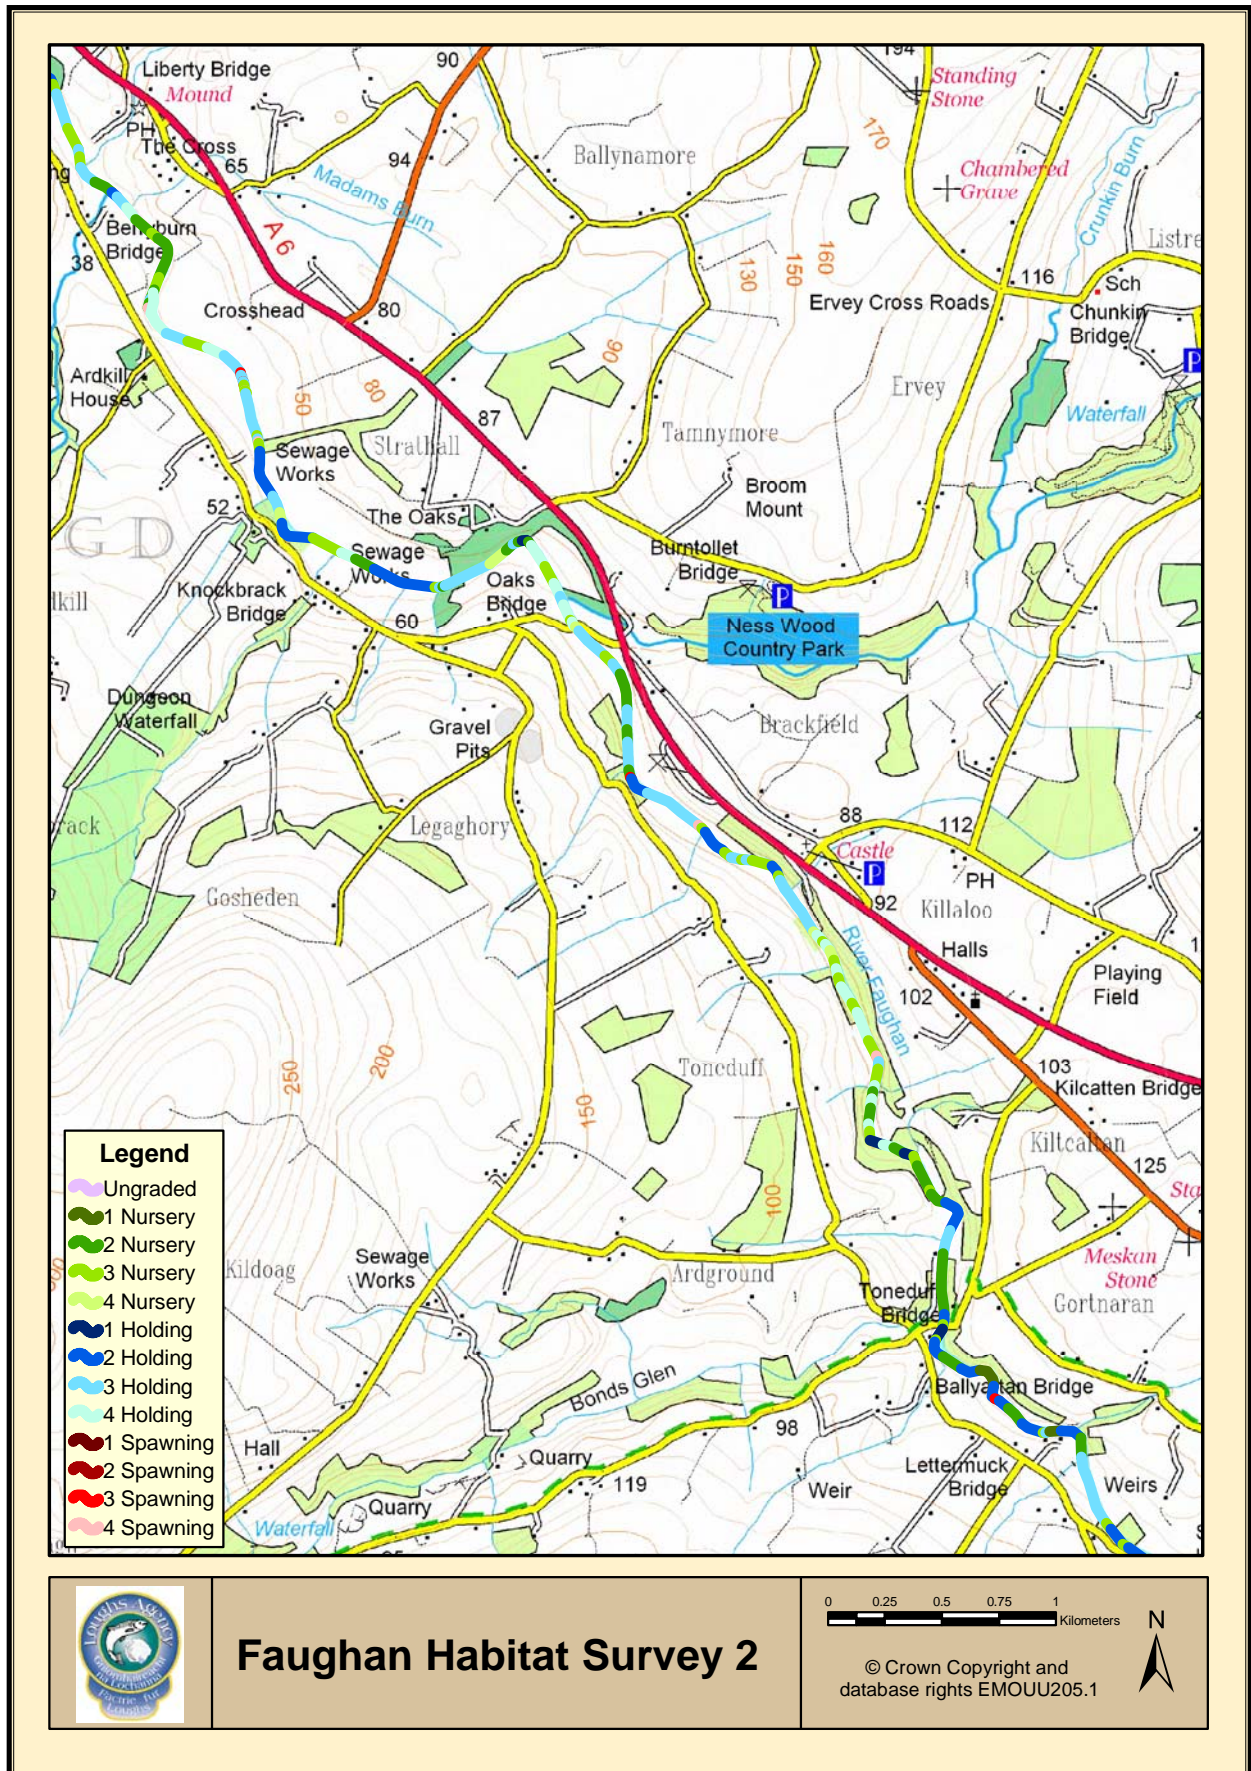 194
90
Liberty Bridge
Standing
Stone
Mound
PH
The Cross
170
65
94
Ballynamore
Chambered
Grave
Madams Burn
Crunkin Burn
ng
A6
Listre
38
160
150
130
116
Sch
Crosshead
80
Ervey Cross Roads
Chunkin
Bridge
90
P
Ardkill
House
80
50
Ervey
Waterfall
87
Strathall
Tamnymore
Sewage
Works
Broom
Mount
52
The Oaks
G D
Sewage
Works
Burntollet
Bridge
Knockbrack
Bridge
Oaks
Bridge
P
60
Ness Wood
Country Park
Dungeon
Waterfall
Gravel
Pits
Brackfield
Legaghory
88
112
Castle
P
PH
Gosheden
92
Killaloo
River Faughan
Halls
Playing
Field
102
250
200
150
Toneduff
103
Kilcatten Bridge
Kiltcaltan
125
Sta
100
Meskan
Stone
Kildoag
Sewage
Works
Ardground
Toneduff
Bridge
Gortnaran
Bonds Glen
Ballyartan Bridge
98
Hall
Quarry
119
Weir
Lettermuck
Bridge
Weirs
Quarry
Waterfall
Legend
Ungraded
1 Nursery
2 Nursery
3 Nursery
4 Nursery
1 Holding
2 Holding
3 Holding
4 Holding
1 Spawning
2 Spawning
3 Spawning
4 Spawning
Loughs Agency
Faughan Habitat Survey 2
0 0.25 0.5 0.75 1
Kilometers
N
© Crown Copyright and
database rights EMOUU205.1